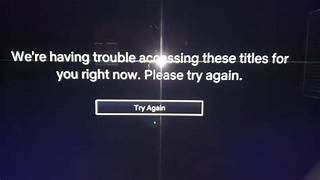 We're having trouble accessing these titles for
you right now. Please try again.
Try Again